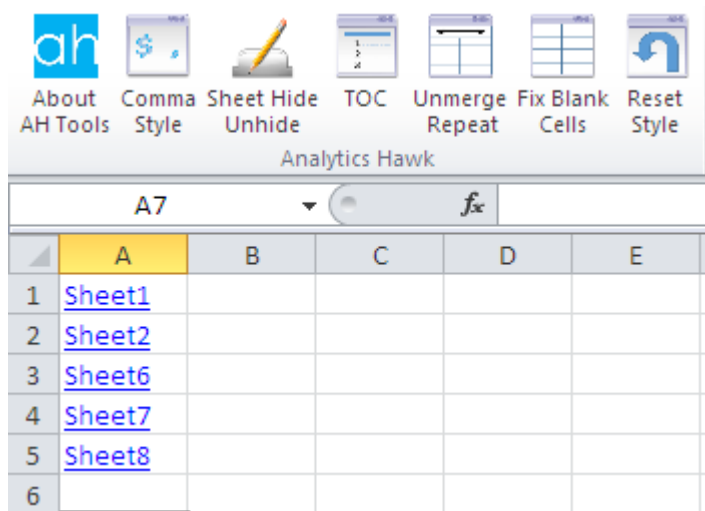 ah
$ ,
About Comma Sheet Hide TOC Unmerge Fix Blank Reset
AH Tools Style Unhide Repeat Cells Style
Analytics Hawk
A7 fx
A B C D E
1 Sheet1
2 Sheet2
3 Sheet6
4 Sheet7
5 Sheet8
6